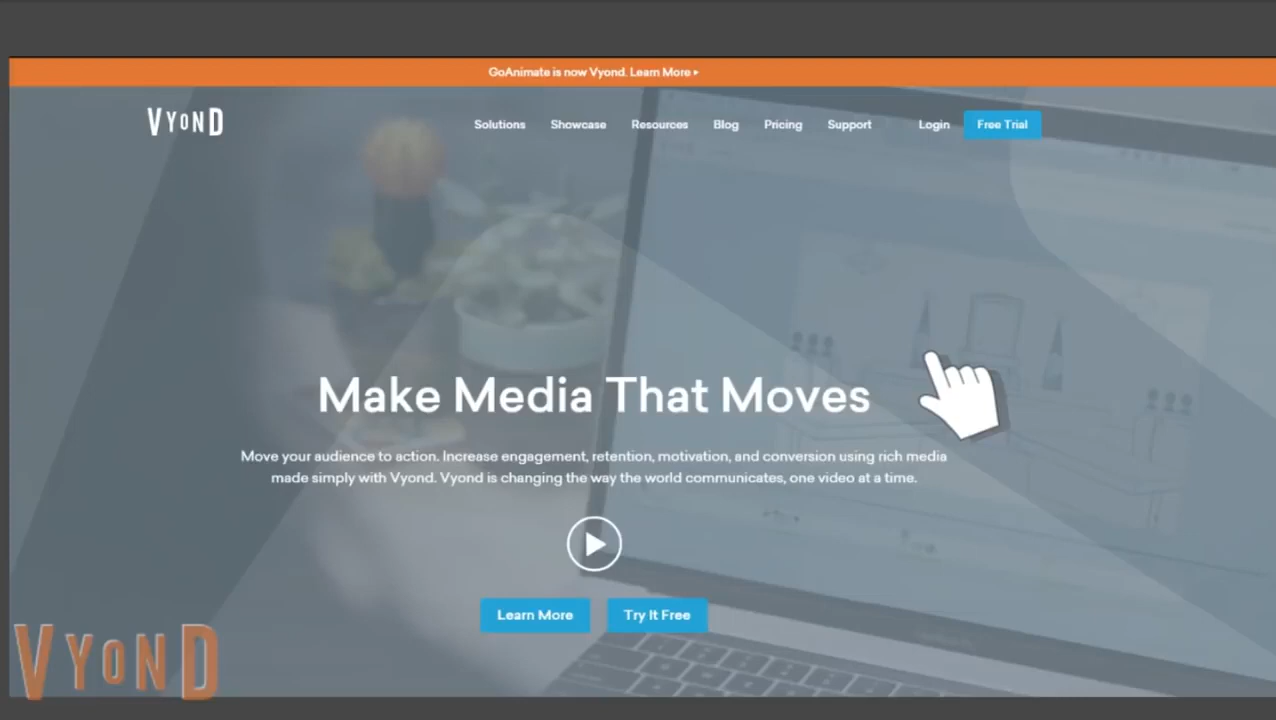 GoAnimate is now Vyond. Learn More ▸
VYOND
Solutions Showcase Resources Blog Pricing Support Login Free Trial
Make Media That Moves
Move your audience to action. Increase engagement, retention, motivation, and conversion using rich media
made simply with Vyond. Vyond is changing the way the world communicates, one video at a time.
Learn More Try It Free
VYOND